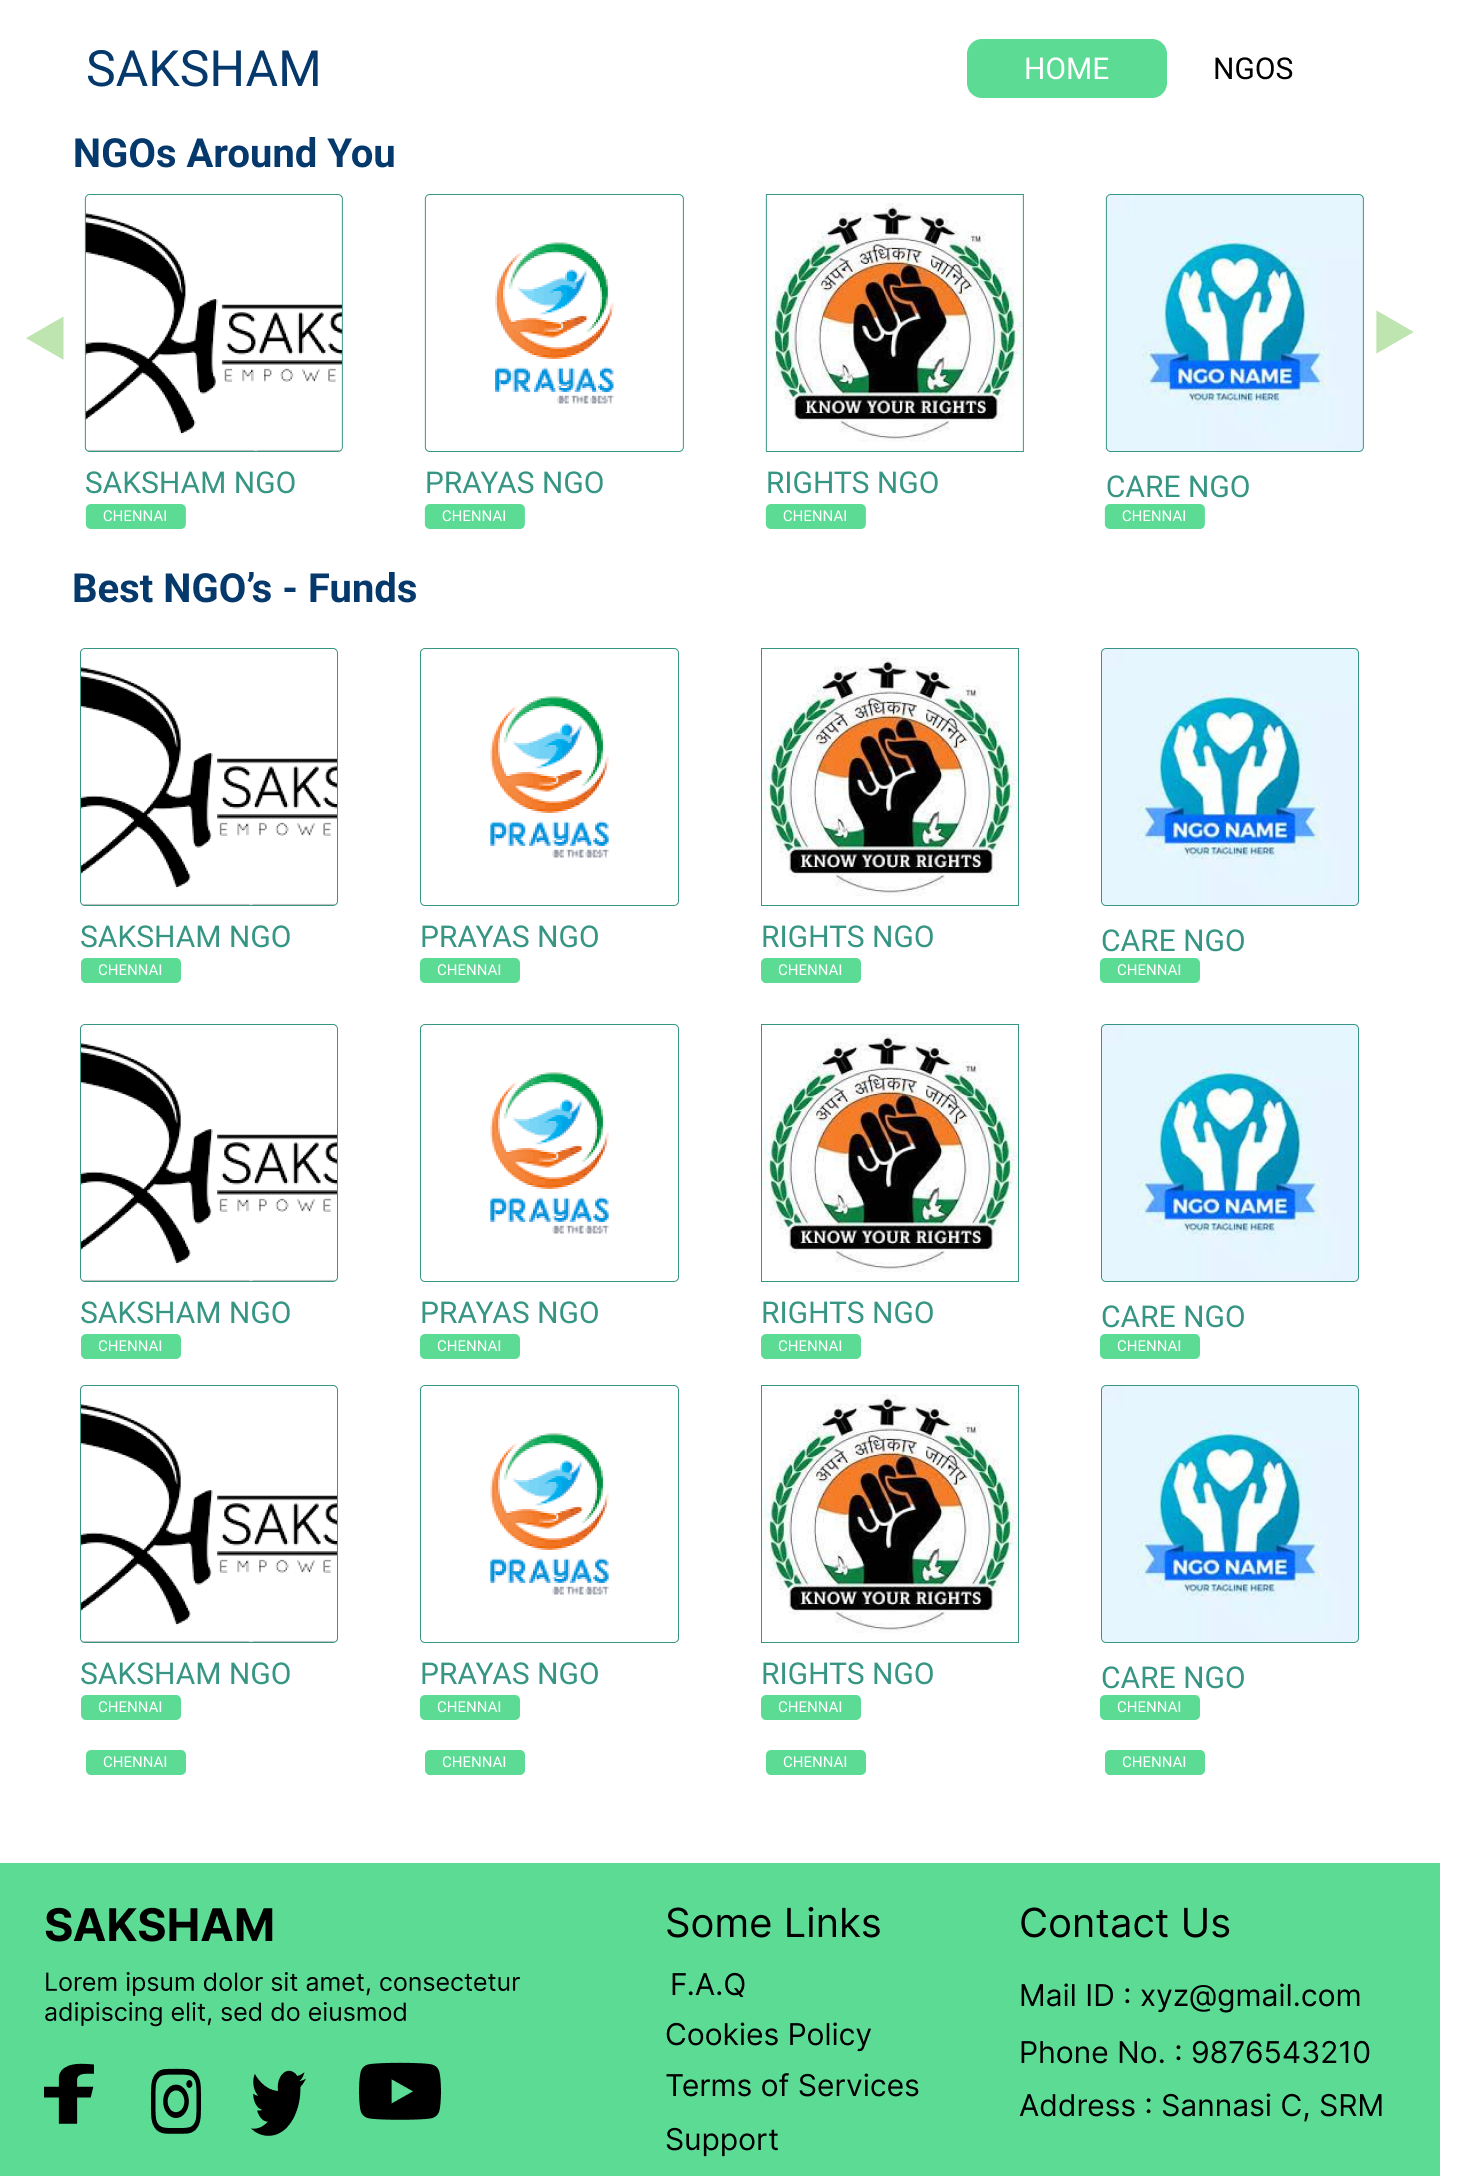 SAKSHAM
HOME
NGOS
NGOs Around You
SAKS
EMPOWE
PRAYAS
BE THE BEST
अपने अधिकार जानिए
TM
KNOW YOUR RIGHTS
NGO NAME
YOUR TAGLINE HERE
SAKSHAM NGO
PRAYAS NGO
RIGHTS NGO
CARE NGO
CHENNAI
CHENNAI
CHENNAI
CHENNAI
Best NGO’s - Funds
SAKS
EMPOWE
PRAYAS
BE THE BEST
अपने अधिकार जानिए
TM
KNOW YOUR RIGHTS
NGO NAME
YOUR TAGLINE HERE
SAKSHAM NGO
PRAYAS NGO
RIGHTS NGO
CARE NGO
CHENNAI
CHENNAI
CHENNAI
CHENNAI
SAKS
EMPOWE
PRAYAS
BE THE BEST
अपने अधिकार जानिए
TM
KNOW YOUR RIGHTS
NGO NAME
YOUR TAGLINE HERE
SAKSHAM NGO
PRAYAS NGO
RIGHTS NGO
CARE NGO
CHENNAI
CHENNAI
CHENNAI
CHENNAI
SAKS
EMPOWE
PRAYAS
BE THE BEST
अपने अधिकार जानिए
TM
KNOW YOUR RIGHTS
NGO NAME
YOUR TAGLINE HERE
SAKSHAM NGO
PRAYAS NGO
RIGHTS NGO
CARE NGO
CHENNAI
CHENNAI
CHENNAI
CHENNAI
CHENNAI
CHENNAI
CHENNAI
CHENNAI
SAKSHAM
Lorem ipsum dolor sit amet, consectetur
adipiscing elit, sed do eiusmod
Some Links
F.A.Q
Cookies Policy
Terms of Services
Support
Contact Us
Mail ID : xyz@gmail.com
Phone No. : 9876543210
Address : Sannasi C, SRM